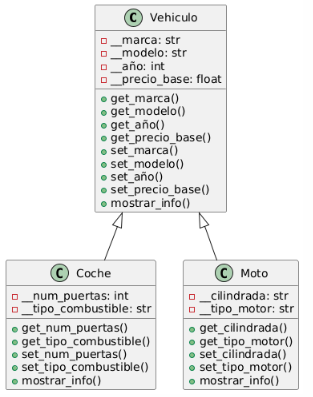 C Vehiculo
__marca: str
__modelo: str
__año: int
__precio_base: float
get_marca()
get_modelo()
get_año()
get_precio_base()
set_marca()
set_modelo()
set_año()
set_precio_base()
mostrar_info()
C Coche
__num_puertas: int
__tipo_combustible: str
get_num_puertas()
get_tipo_combustible()
set_num_puertas()
set_tipo_combustible()
mostrar_info()
C Moto
__cilindrada: str
__tipo_motor: str
get_cilindrada()
get_tipo_motor()
set_cilindrada()
set_tipo_motor()
mostrar_info()